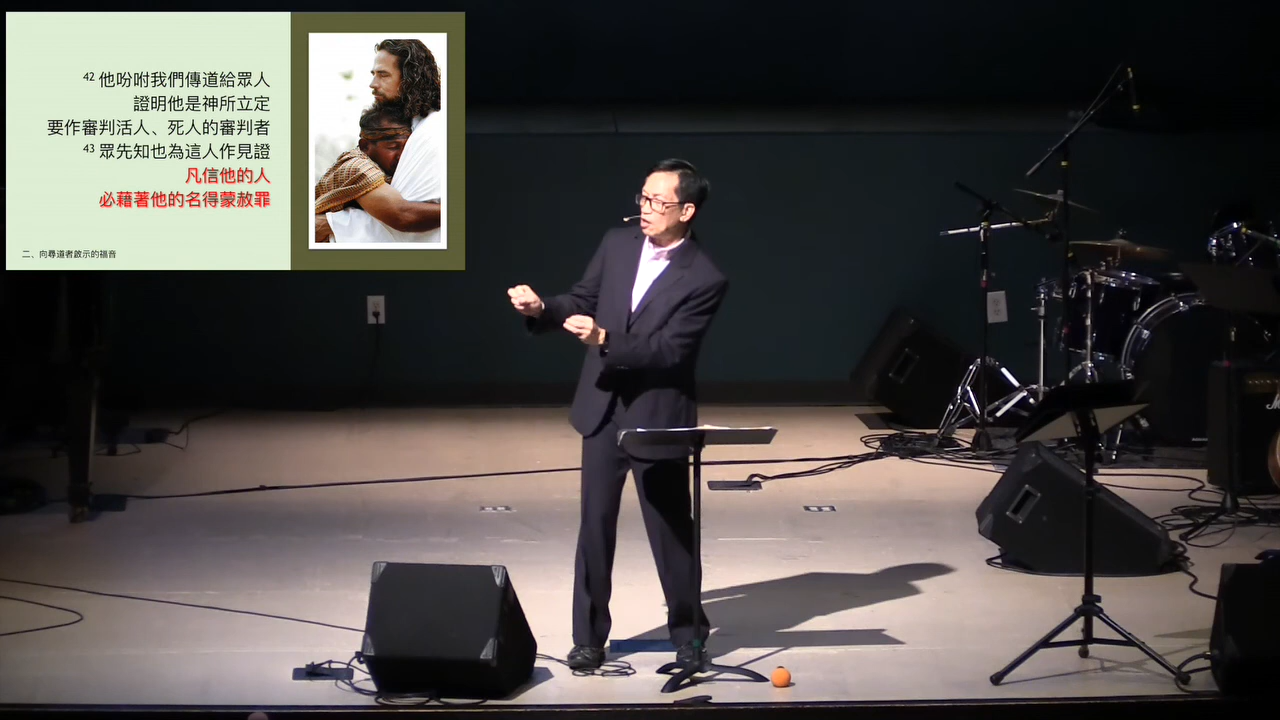 42 他吩咐我們傳道給眾人
證明他是神所立定
要作審判活人、死人的審判者
43 眾先知也為這人作見證
凡信他的人
必藉著他的名得蒙赦罪
二、向尋道者啟示的福音